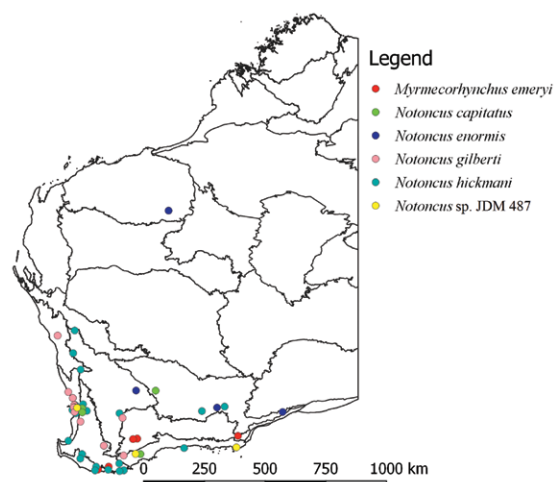 Legend
Myrmecorhynchus emeryi
Notoncus capitatus
Notoncus enormis
Notoncus gilberti
Notoncus hickmani
Notoncus sp. JDM 487
0 250 500 750 1000 km